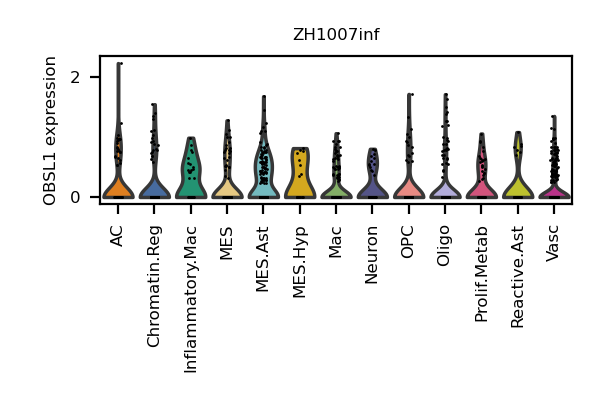 ZH1007inf
OBSL1 expression
2
0
AC
Chromatin.Reg
Inflammatory.Mac
MES
MES.Ast
MES.Hyp
Mac
Neuron
OPC
Oligo
Prolif.Metab
Reactive.Ast
Vasc